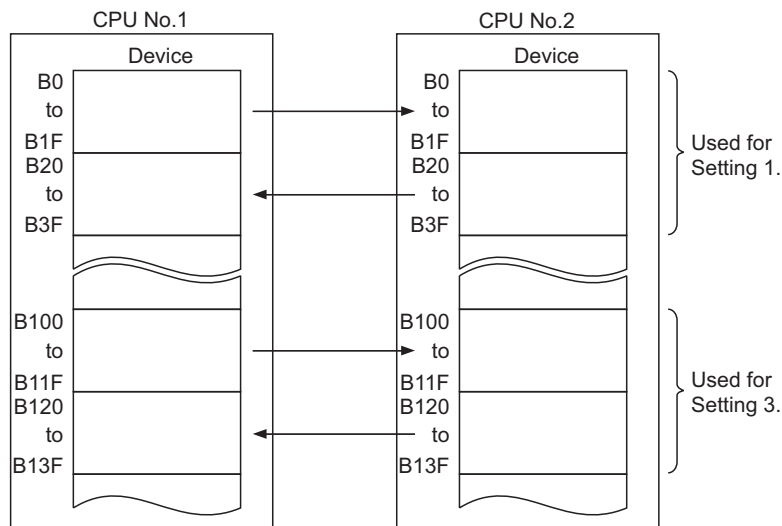 CPU No.1
Device
B0
to
B1F
B20
to
B3F
B100
to
B11F
B120
to
B13F
CPU No.2
Device
B0
to
B1F
B20
to
B3F
B100
to
B11F
B120
to
B13F
Used for
Setting 1.
Used for
Setting 3.